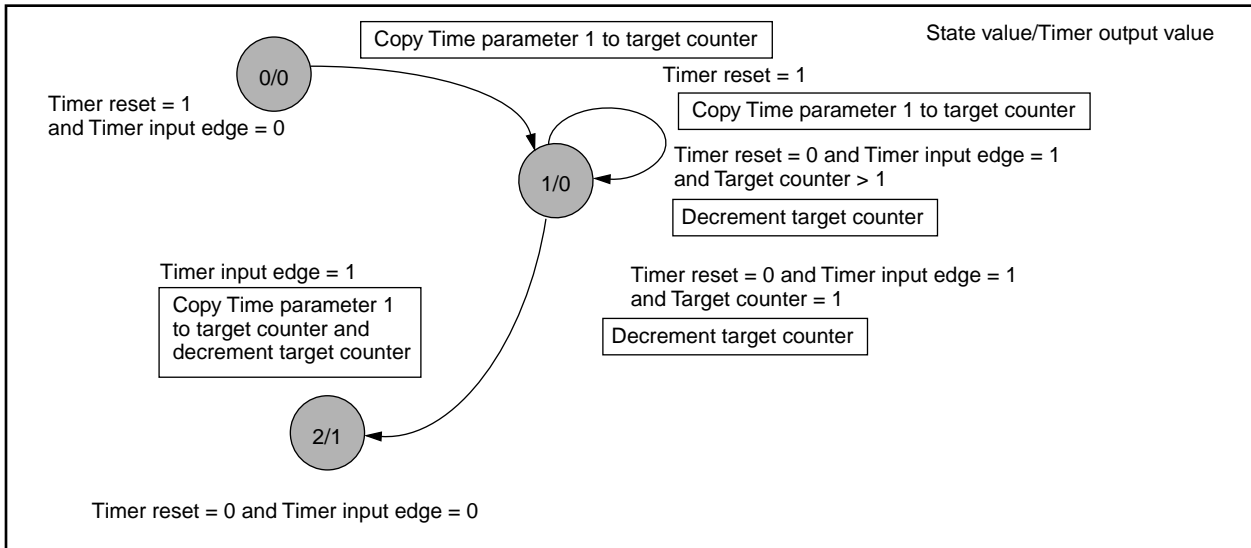 Copy Time parameter 1 to target counter
State value/Timer output value
0/0
Timer reset = 1
and Timer input edge = 0
Timer reset = 1
Copy Time parameter 1 to target counter
1/0
Timer reset = 0 and Timer input edge = 1
and Target counter > 1
Decrement target counter
Timer input edge = 1
Copy Time parameter 1
to target counter and
decrement target counter
Timer reset = 0 and Timer input edge = 1
and Target counter = 1
Decrement target counter
2/1
Timer reset = 0 and Timer input edge = 0